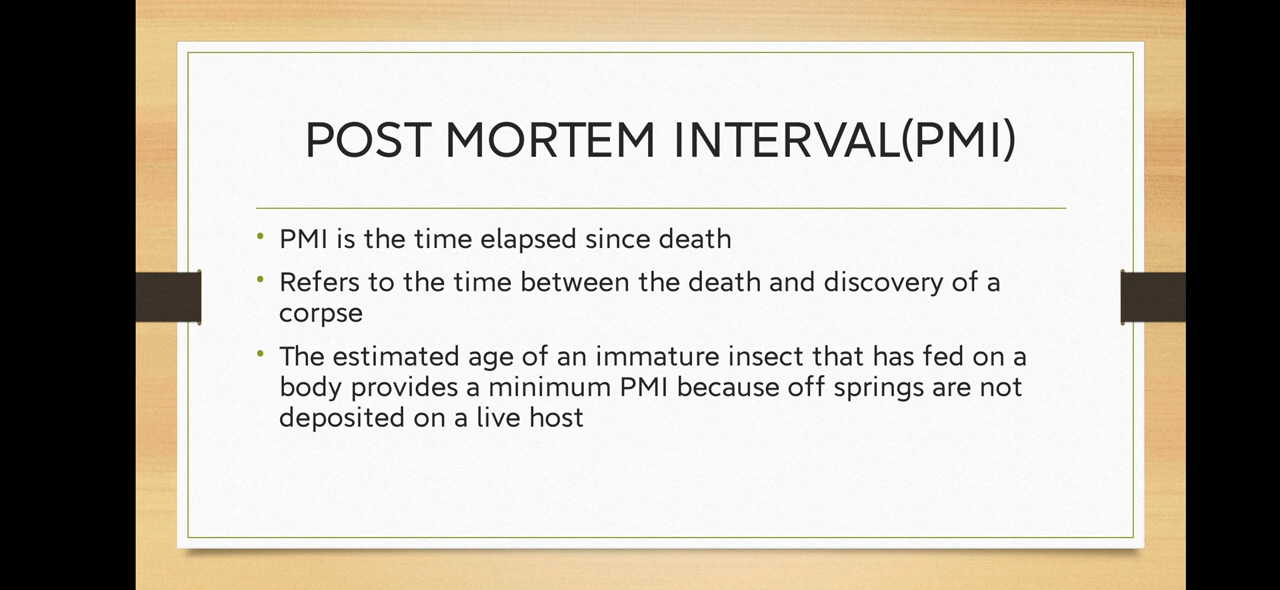 POST MORTEM INTERVAL(PMI)
• PMI is the time elapsed since death
• Refers to the time between the death and discovery of a
corpse
• The estimated age of an immature insect that has fed on a
body provides a minimum PMI because off springs are not
deposited on a live host